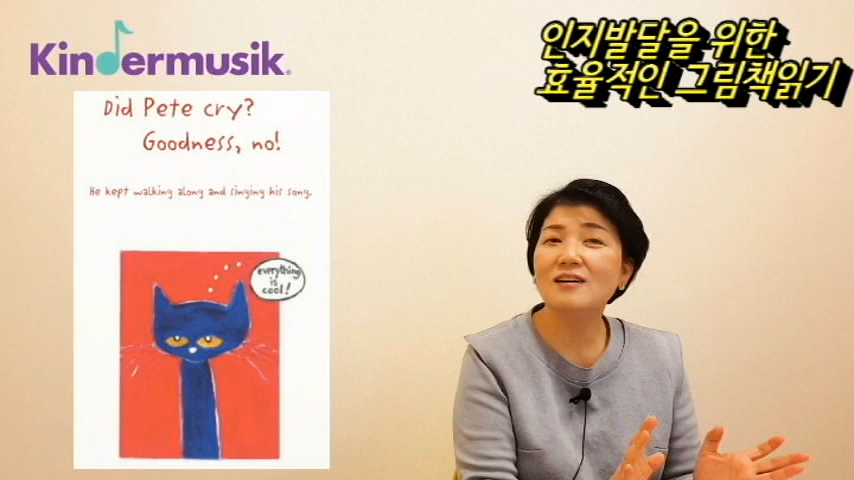 Kindermusik®
인지발달을 위한
효율적인 그림책읽기
Did Pete cry?
Goodness, no!
He kept walking along and singing his song.
everything
is
cool!